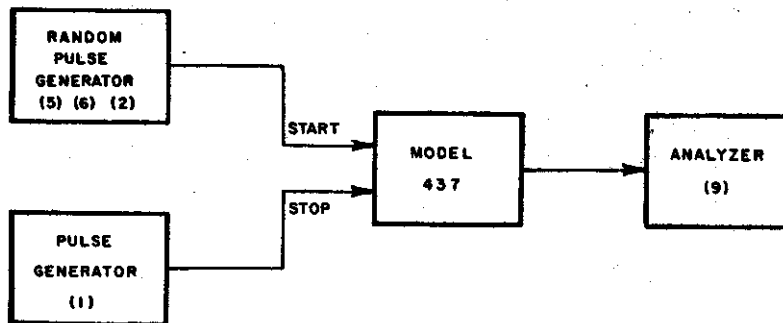 RANDOM
PULSE
GENERATOR
(5) (6) (2)
START
MODEL
437
ANALYZER
(9)
STOP
PULSE
GENERATOR
(1)